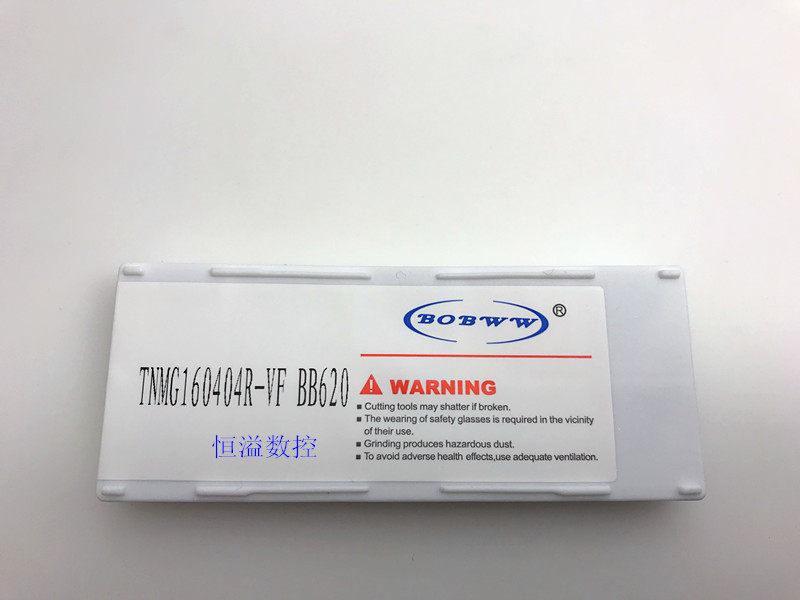 BOBWW®
TNMG160404R-VF BB620
WARNING
■ Cutting tools may shatter if broken.
■ The wearing of safety glasses is required in the vicinity
of their use.
■ Grinding produces hazardous dust.
■ To avoid adverse health effects,use adequate ventilation.
恒溢数控